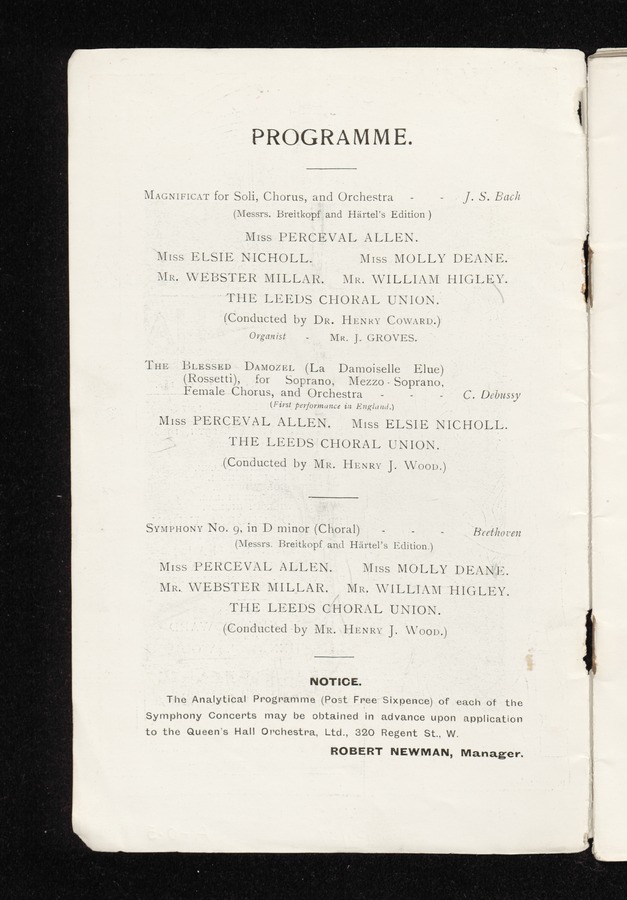 PROGRAMME.
MAGNIFICAT for Soli, Chorus, and Orchestra - - J. S. Bach
(Messrs. Breitkopf and Härtel's Edition)
MISS PERCEVAL ALLEN.
MISS ELSIE NICHOLL. MISS MOLLY DEANE.
MR. WEBSTER MILLAR. MR. WILLIAM HIGLEY.
THE LEEDS CHORAL UNION.
(Conducted by DR. HENRY COWARD.)
Organist - MR. J. GROVES.
THE BLESSED DAMOZEL (La Damoiselle Elue)
(Rossetti), for Soprano, Mezzo-Soprano,
Female Chorus, and Orchestra - - - C. Debussy
(First performance in England.)
MISS PERCEVAL ALLEN. MISS ELSIE NICHOLL.
THE LEEDS CHORAL UNION.
(Conducted by MR. HENRY J. WOOD.)
SYMPHONY NO. 9, in D minor (Choral) - - - Beethoven
(Messrs. Breitkopf and Härtel's Edition.)
MISS PERCEVAL ALLEN. MISS MOLLY DEANE.
MR. WEBSTER MILLAR. MR. WILLIAM HIGLEY.
THE LEEDS CHORAL UNION.
(Conducted by MR. HENRY J. WOOD.)
NOTICE.
The Analytical Programme (Post Free Sixpence) of each of the
Symphony Concerts may be obtained in advance upon application
to the Queen's Hall Orchestra, Ltd., 320 Regent St., W.
ROBERT NEWMAN, Manager.